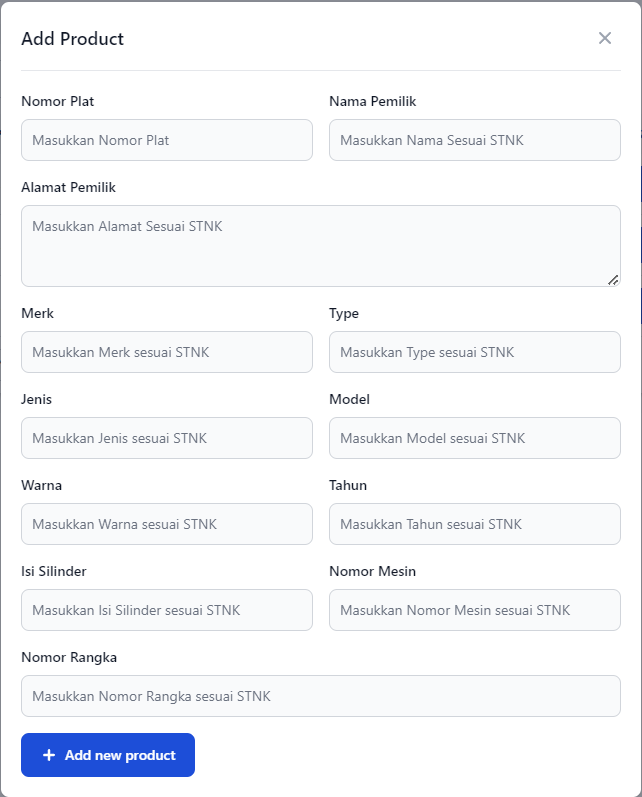 Add Product
Nomor Plat
Nama Pemilik
Masukkan Nomor Plat
Masukkan Nama Sesuai STNK
Alamat Pemilik
Masukkan Alamat Sesuai STNK
Merk
Type
Masukkan Merk sesuai STNK
Masukkan Type sesuai STNK
Jenis
Model
Masukkan Jenis sesuai STNK
Masukkan Model sesuai STNK
Warna
Tahun
Masukkan Warna sesuai STNK
Masukkan Tahun sesuai STNK
Isi Silinder
Nomor Mesin
Masukkan Isi Silinder sesuai STNK
Masukkan Nomor Mesin sesuai STNK
Nomor Rangka
Masukkan Nomor Rangka sesuai STNK
Add new product